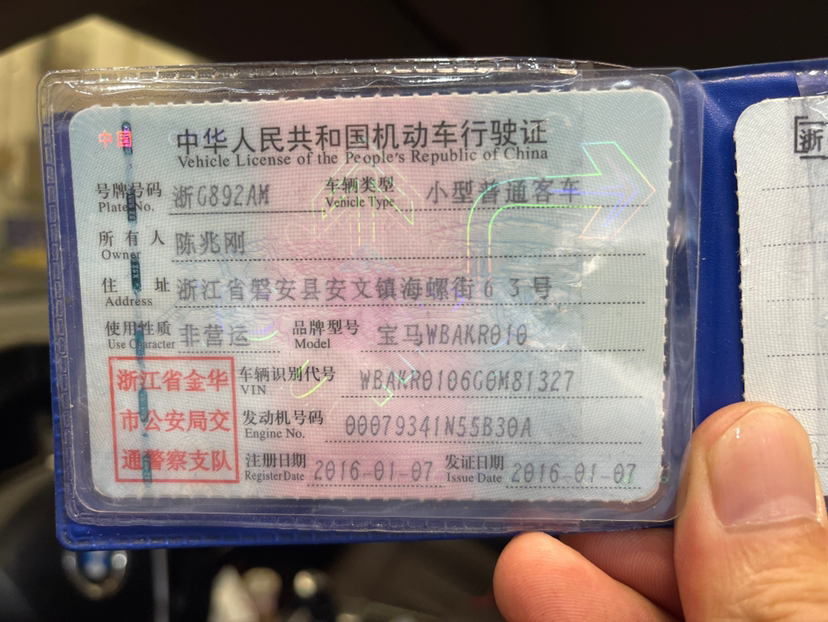 中国
中华人民共和国机动车行驶证
Vehicle License of the People's Republic of China
号牌号码 浙G892AM 车辆类型 小型普通客车
Plate No. Vehicle Type
所有人 陈兆刚
Owner
住址 浙江省磐安县安文镇海螺街63号
Address
使用性质 非营运 品牌型号 宝马WBAKR010
Use Character Model
浙江省金华 车辆识别代号 WBAKR0106G0M81327
VIN
市公安局交 发动机号码 00079341N55B30A
Engine No.
通警察支队 注册日期 2016-01-07 发证日期 2016-01-07
Register Date Issue Date
浙